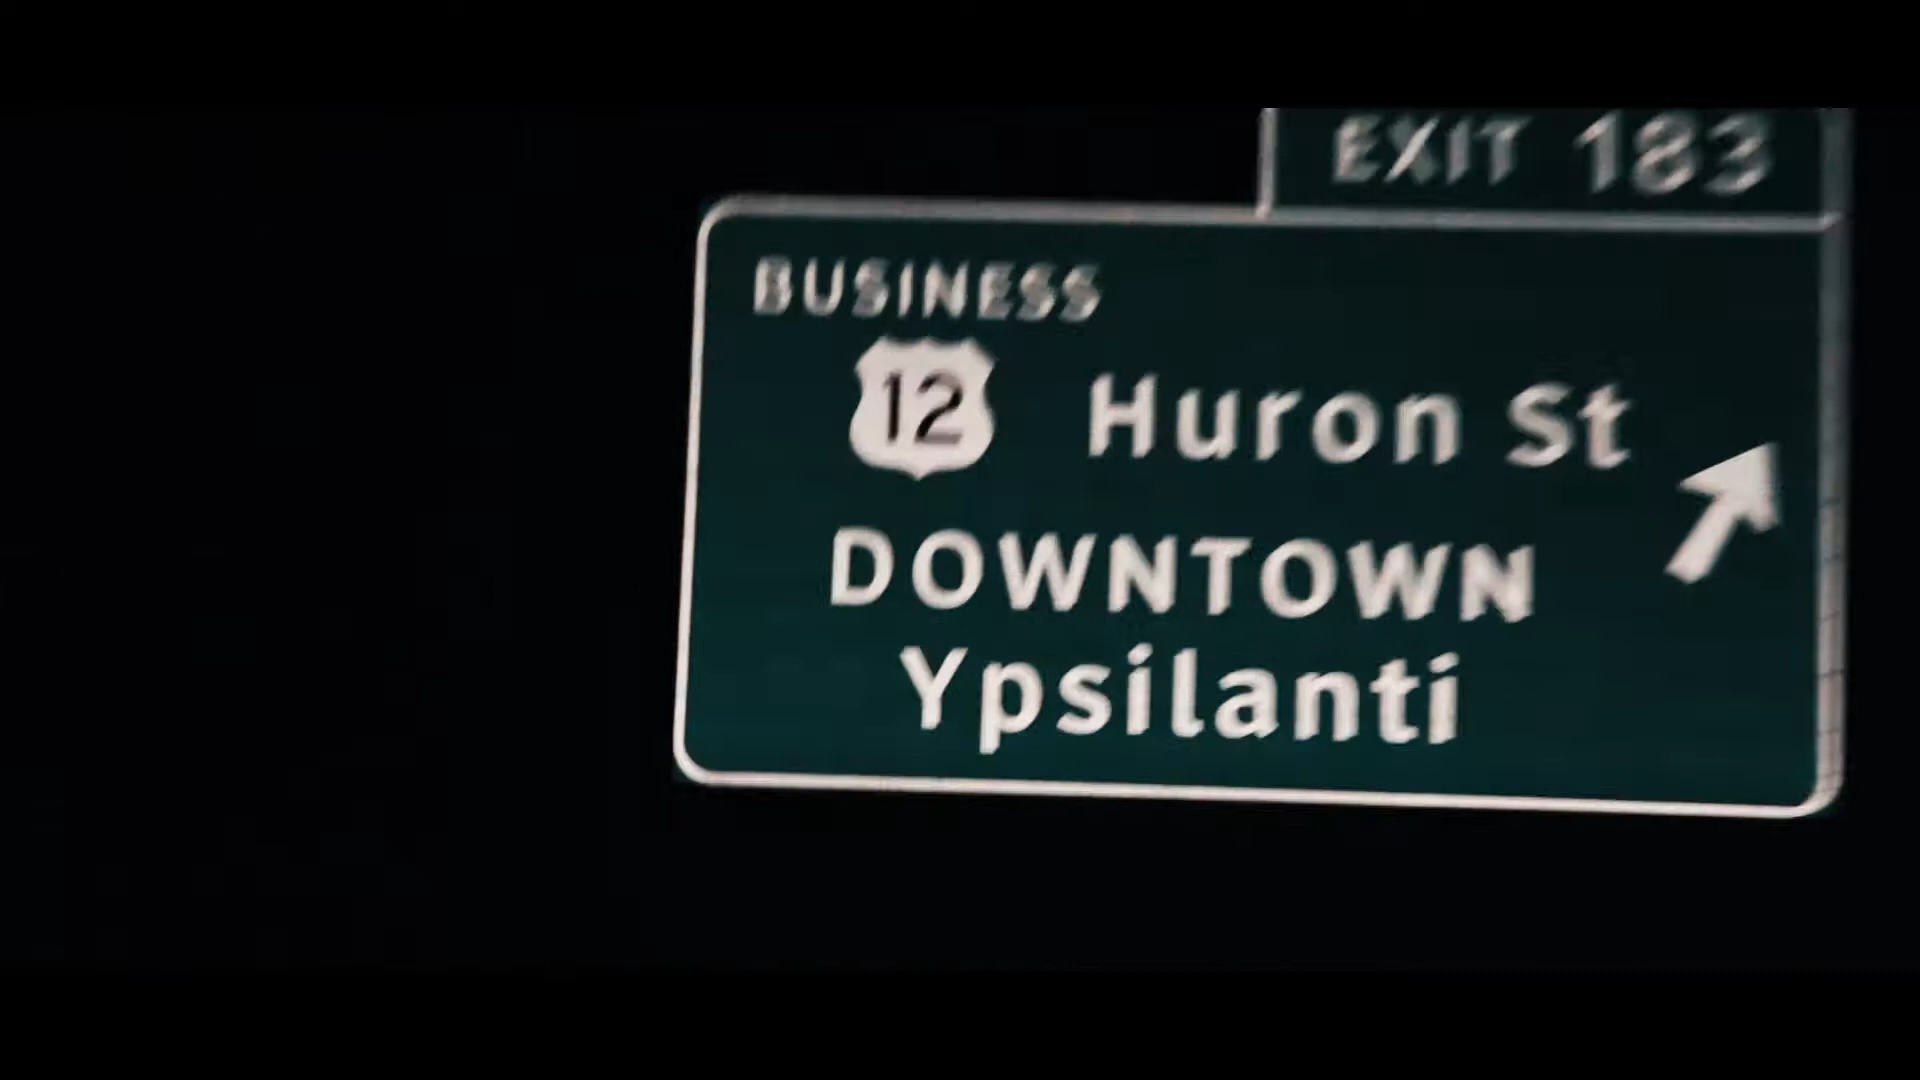 EXIT 183
BUSINESS
12 Huron St
DOWNTOWN
Ypsilanti